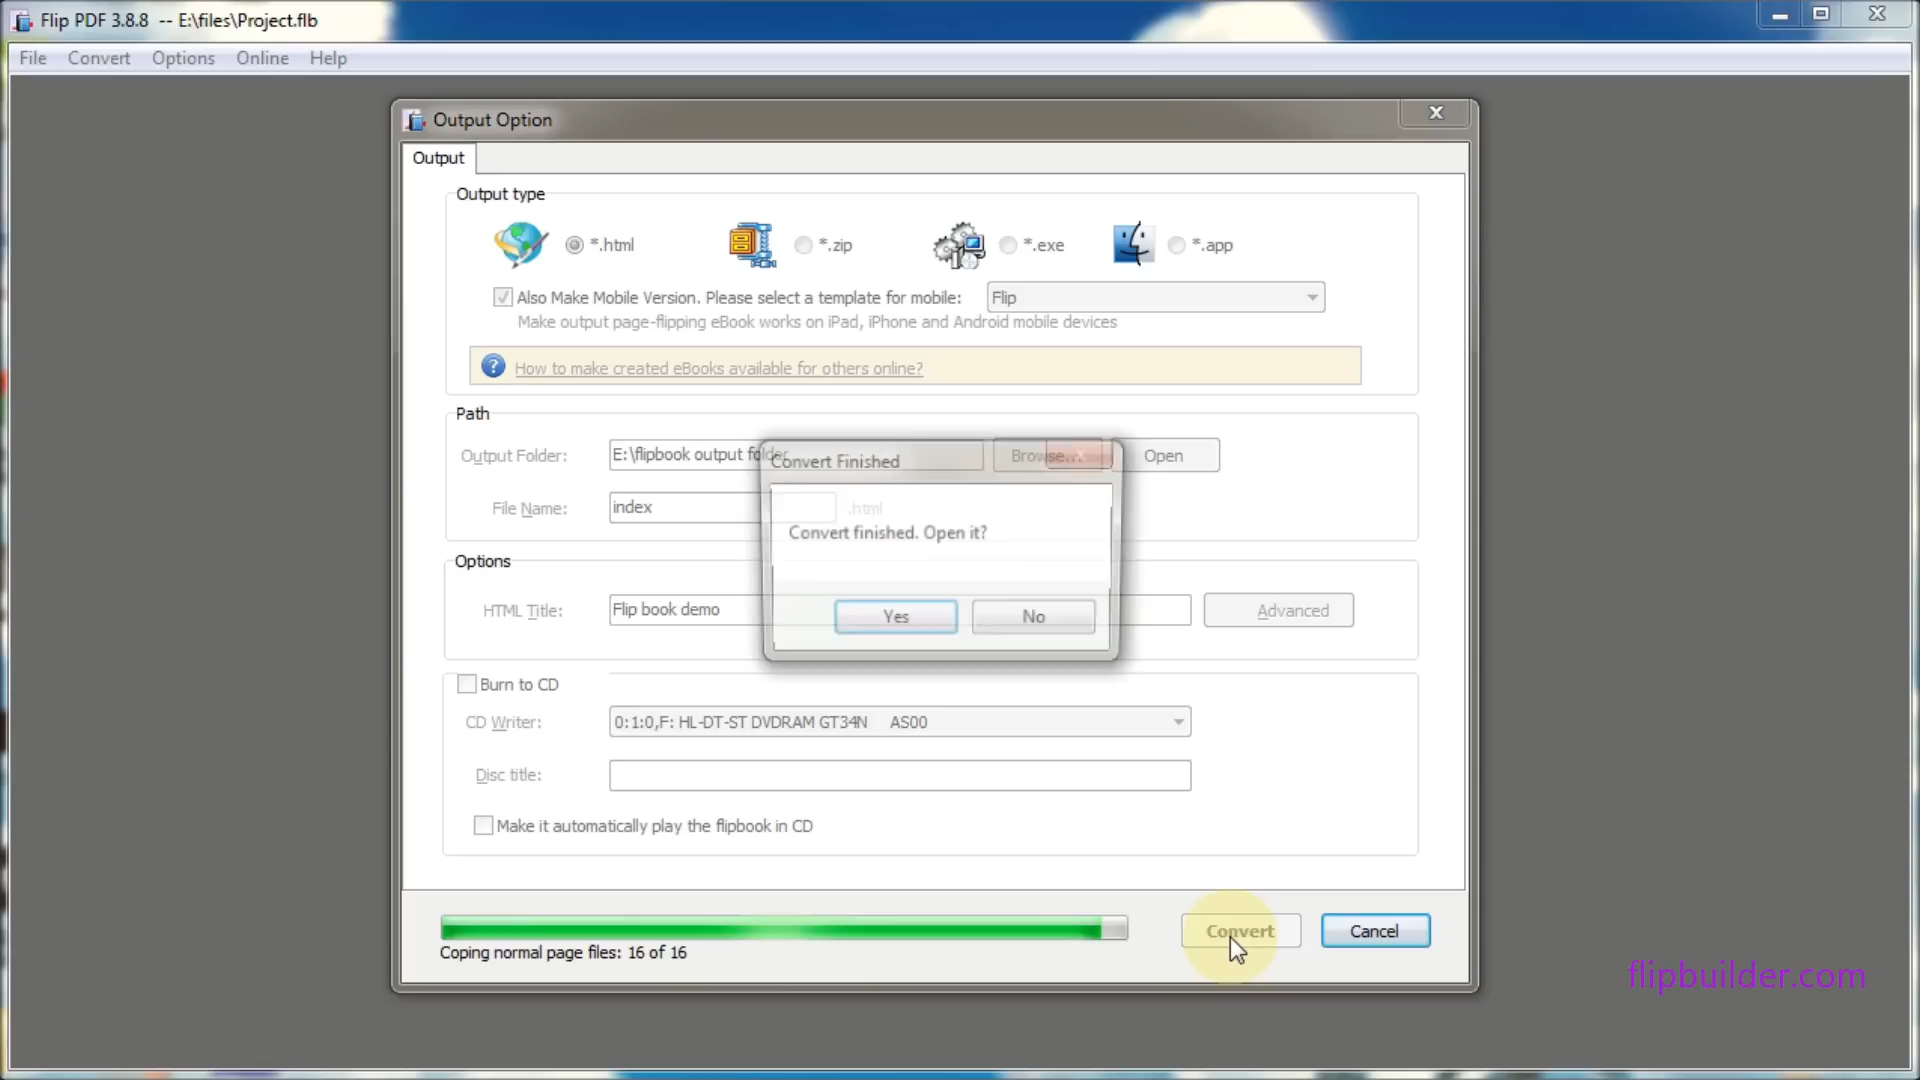 Flip PDF 3.8.8 -- E:\files\Project.flb
File Convert Options Online Help
Output Option
Output
Output type
*.html *.zip *.exe *.app
Also Make Mobile Version. Please select a template for mobile: Flip
Make output page-flipping eBook works on iPad, iPhone and Android mobile devices
How to make created eBooks available for others online?
Path
Output Folder: E:\flipbook output folder Browse... Open
Convert Finished
File Name: index .html
Convert finished. Open it?
Options
HTML Title: Flip book demo Advanced
Yes No
Burn to CD
CD Writer: 0:1:0,F: HL-DT-ST DVDRAM GT34N AS00
Disc title:
Make it automatically play the flipbook in CD
Convert Cancel
Coping normal page files: 16 of 16
flipbuilder.com